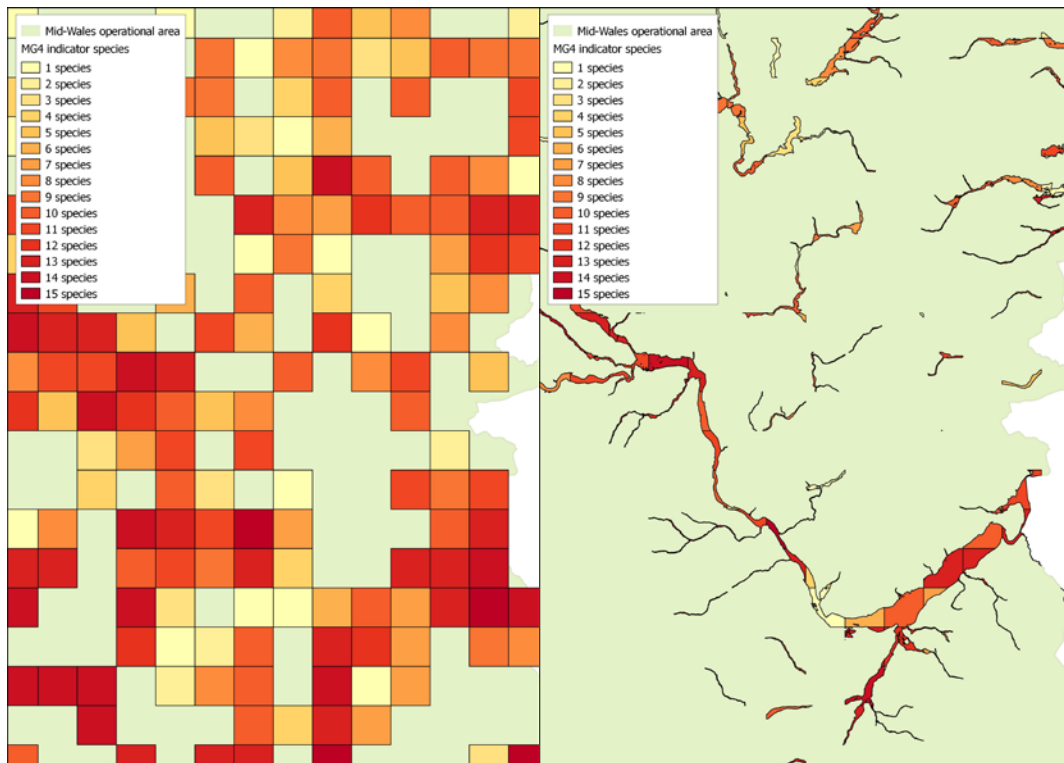 Mid-Wales operational area
MG4 indicator species
1 species
2 species
3 species
4 species
5 species
6 species
7 species
8 species
9 species
10 species
11 species
12 species
13 species
14 species
15 species
Mid-Wales operational area
MG4 indicator species
1 species
2 species
3 species
4 species
5 species
6 species
7 species
8 species
9 species
10 species
11 species
12 species
13 species
14 species
15 species